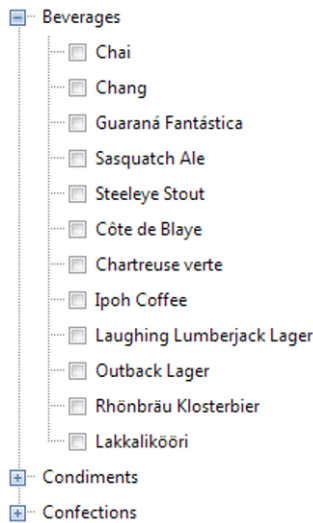 Beverages
Chai
Chang
Guaraná Fantástica
Sasquatch Ale
Steeleye Stout
Côte de Blaye
Chartreuse verte
Ipoh Coffee
Laughing Lumberjack Lager
Outback Lager
Rhönbräu Klosterbier
Lakkalikööri
Condiments
Confections